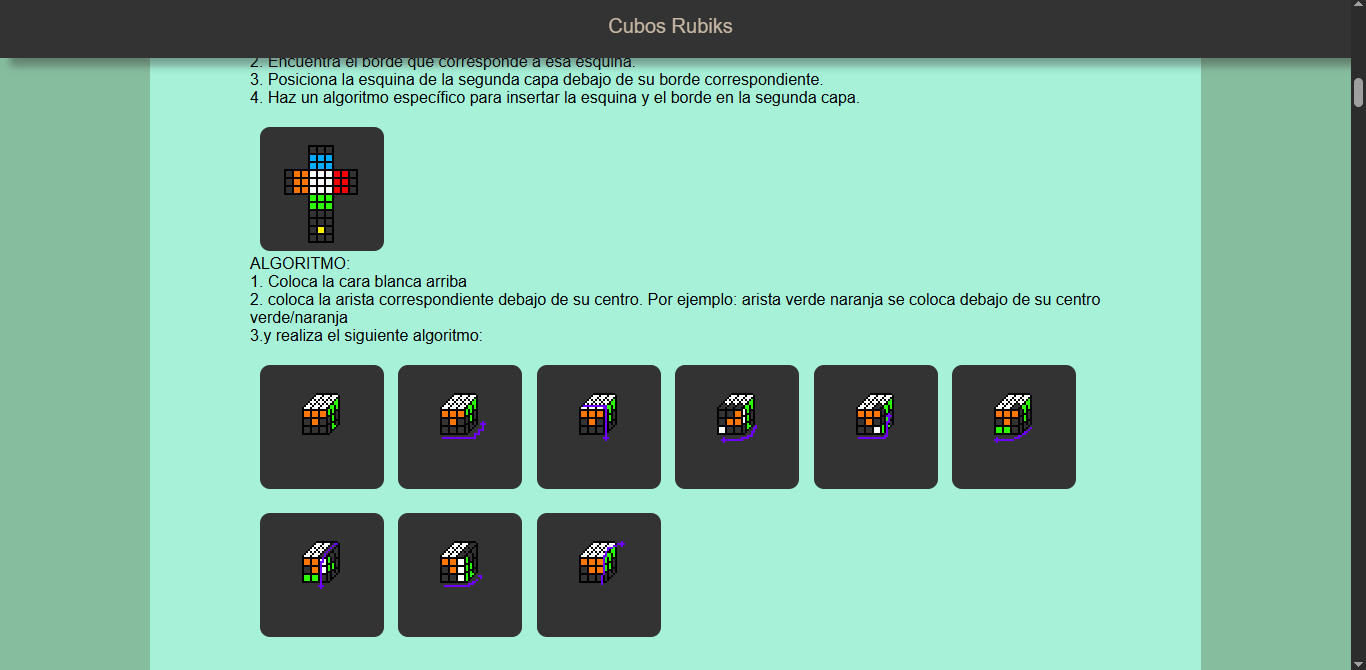 Cubos Rubiks
2. Encuentra el borde que corresponde a esa esquina.
3. Posiciona la esquina de la segunda capa debajo de su borde correspondiente.
4. Haz un algoritmo específico para insertar la esquina y el borde en la segunda capa.
ALGORITMO:
1. Coloca la cara blanca arriba
2. coloca la arista correspondiente debajo de su centro. Por ejemplo: arista verde naranja se coloca debajo de su centro
verde/naranja
3.y realiza el siguiente algoritmo: